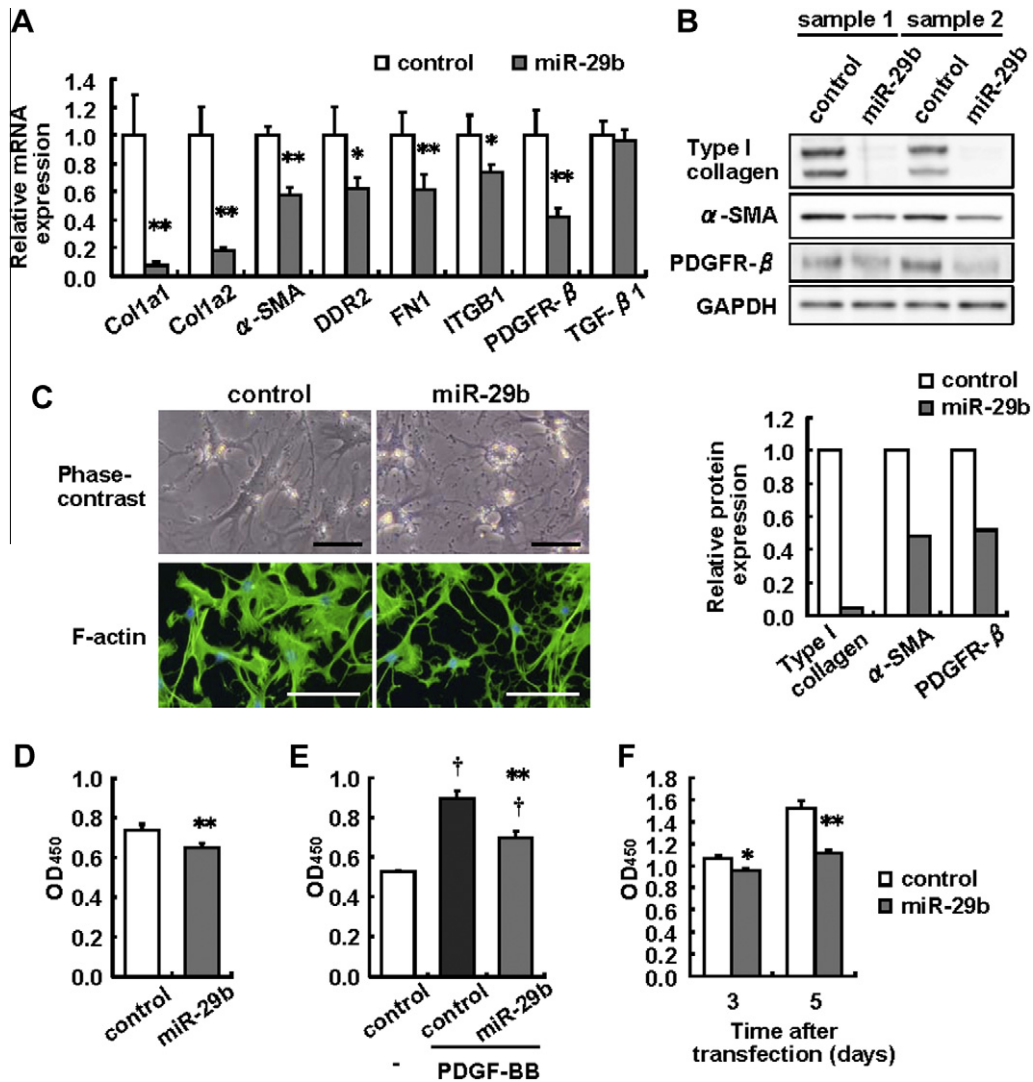 A
control
miR-29b
Relative mRNA
expression
1.4
1.2
1.0
0.8
0.6
0.4
0.2
0.0
**
**
**
*
**
*
**
Col1a1
Col1a2
α-SMA
DDR2
FN1
ITGB1
PDGFR-β
TGF-β1
B
sample 1
sample 2
control
miR-29b
control
miR-29b
Type I
collagen
α-SMA
PDGFR-β
GAPDH
control
miR-29b
Relative protein
expression
1.0
0.8
0.6
0.4
0.2
0.0
Type I
collagen
α-SMA
PDGFR-β
C
control
miR-29b
Phase-
contrast
F-actin
D
OD450
1.0
0.8
0.6
0.4
0.2
0.0
**
control
miR-29b
E
OD450
1.0
0.8
0.6
0.4
0.2
0.0
†
**
†
control
control
miR-29b
-
PDGF-BB
F
OD450
1.8
1.6
1.4
1.2
1.0
0.8
0.6
0.4
0.2
0.0
*
**
control
miR-29b
3
5
Time after
transfection (days)